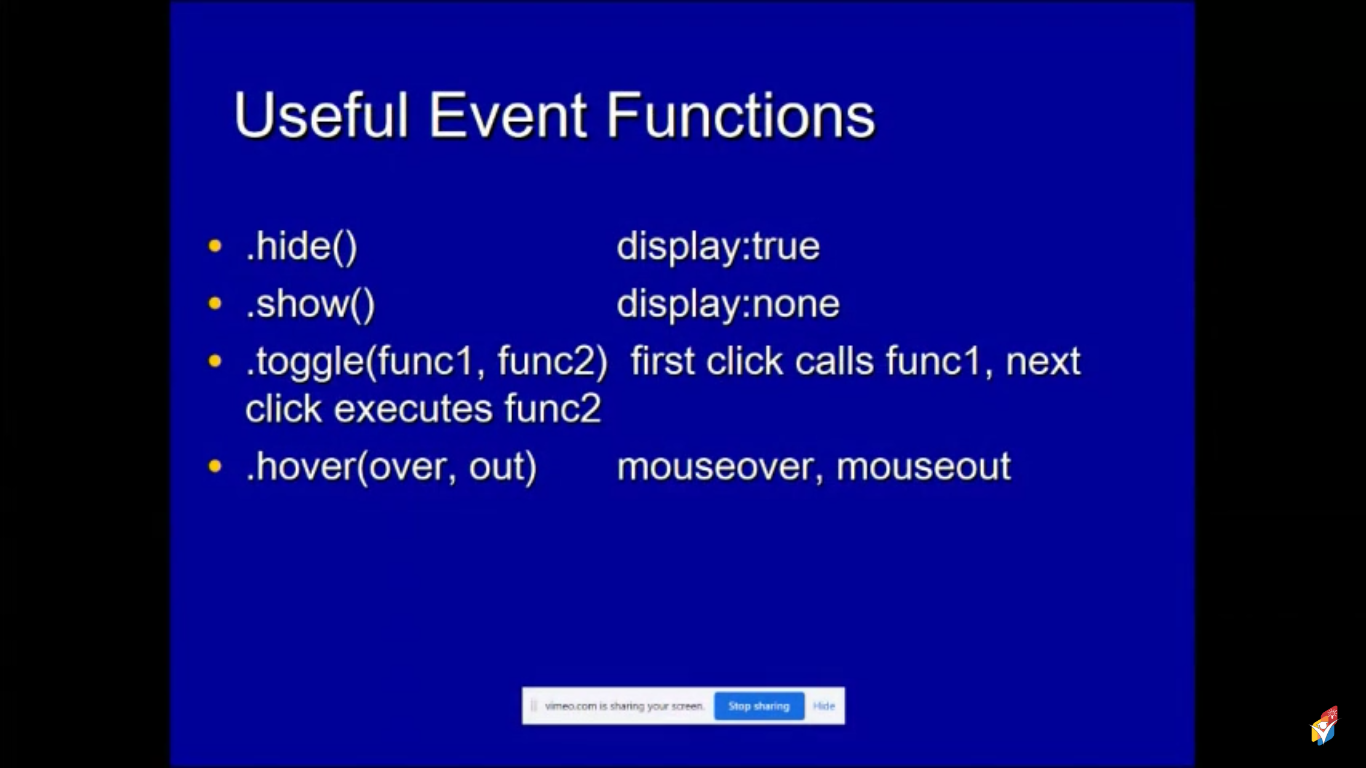 Useful Event Functions
• .hide() display:true
• .show() display:none
• .toggle(func1, func2) first click calls func1, next
click executes func2
• .hover(over, out) mouseover, mouseout
vimeo.com is sharing your screen. Stop sharing Hide